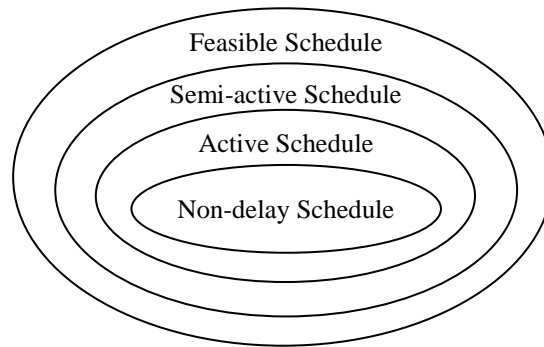 Feasible Schedule
Semi-active Schedule
Active Schedule
Non-delay Schedule